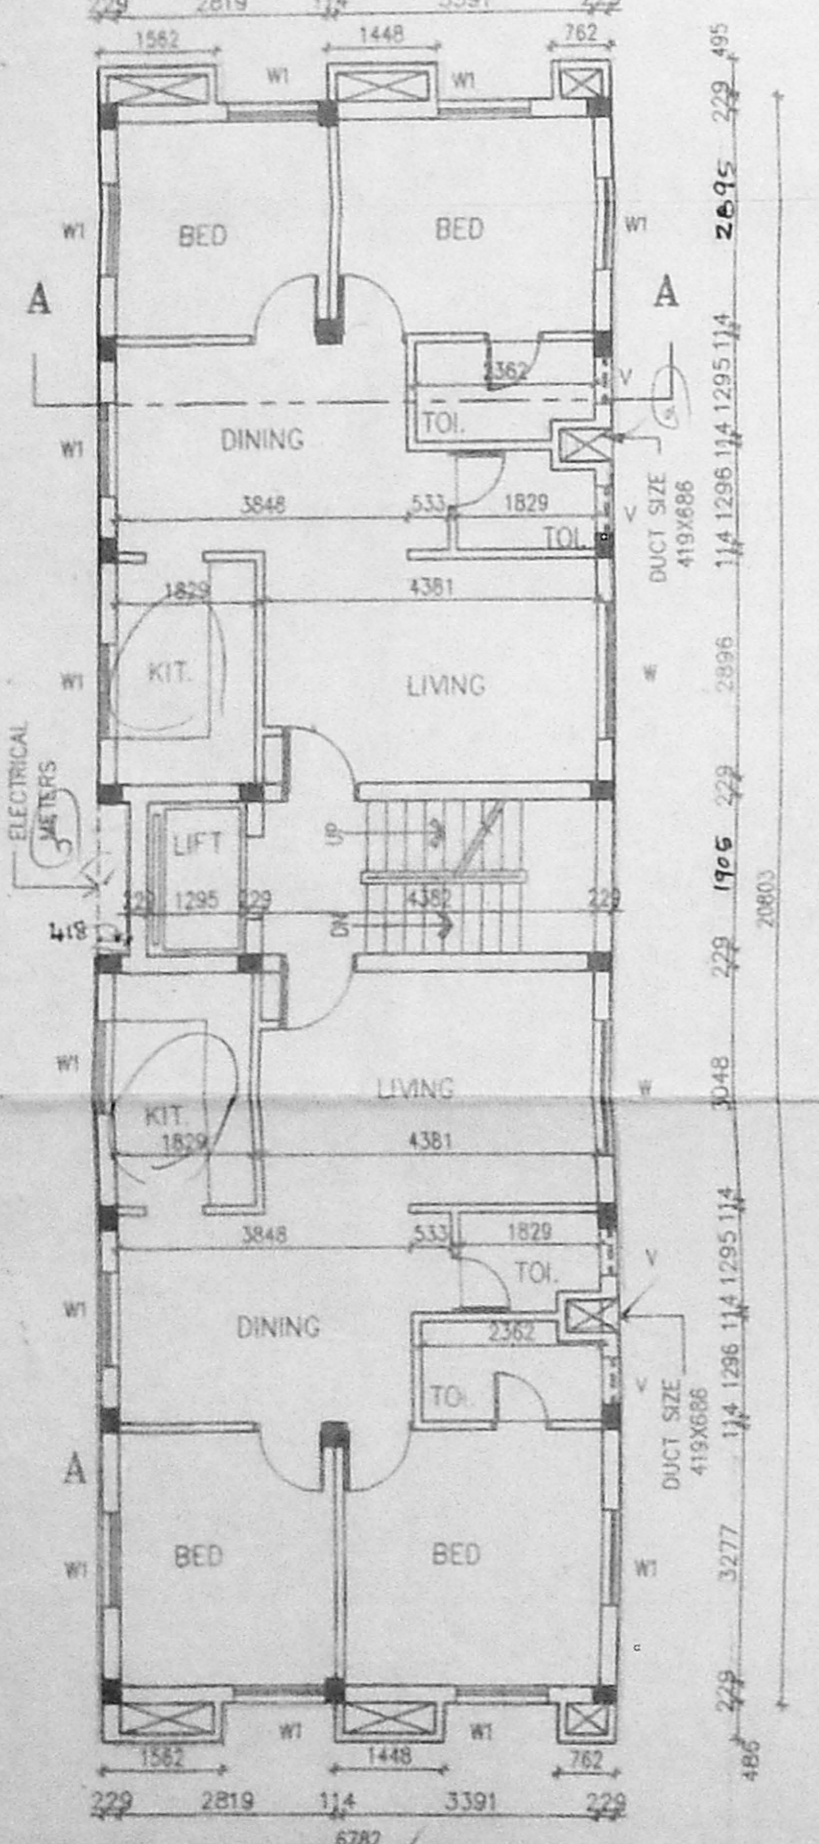 229 2819 114 3391 229
1562 1448 762
495
W1 W1
229
BED BED
W1 W1
2895
A A
114
2362
V
1295
TOI.
DINING
W1
114
3848 533 1829
V
1296
TOI.
DUCT SIZE
419X686
114
1829 4381
KIT. LIVING
W1 W
2896
ELECTRICAL
METERS
229
LIFT UP
1905
229 1295 229 4382 229
DN
418
20803
229
W1
LIVING W
3048
KIT.
1829 4381
114
3848 533 1829
TOI.
V
1295
W1
DINING
114
2362
TOI.
V
1296
DUCT SIZE
419X686
114
A
BED BED
W1 W1
3277
229
W1 W1
1562 1448 762
486
229 2819 114 3391 229
6782